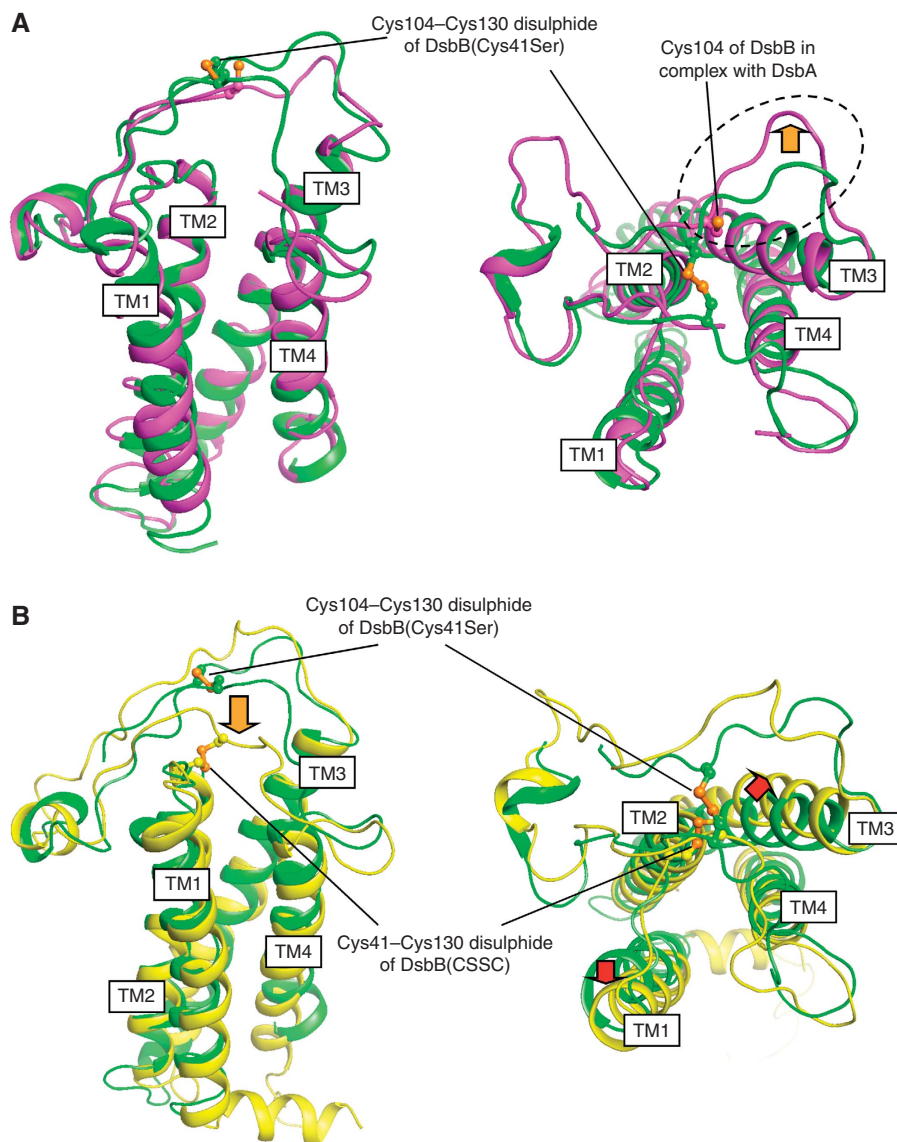 A
Cys104–Cys130 disulphide
of DsbB(Cys41Ser)
Cys104 of DsbB in
complex with DsbA
TM3
TM2
TM1
TM4
TM2
TM3
TM4
TM1
B
Cys104–Cys130 disulphide
of DsbB(Cys41Ser)
TM3
TM1
TM4
TM2
Cys41–Cys130 disulphide
of DsbB(CSSC)
TM2
TM3
TM4
TM1